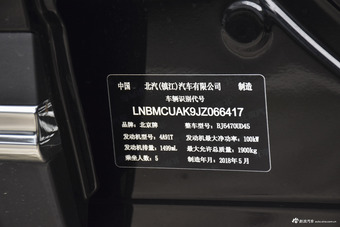 中国 北汽(镇江)汽车有限公司 制造
车辆识别代号
LNBMCUAK9JZ066417
品牌：北京牌 整车型号：BJ6470UD45
发动机型号：4A91T 发动机最大净功率：100kW
发动机排量：1499mL 最大允许总质量：1900kg
乘坐人数：5 制造年月：2018年5月